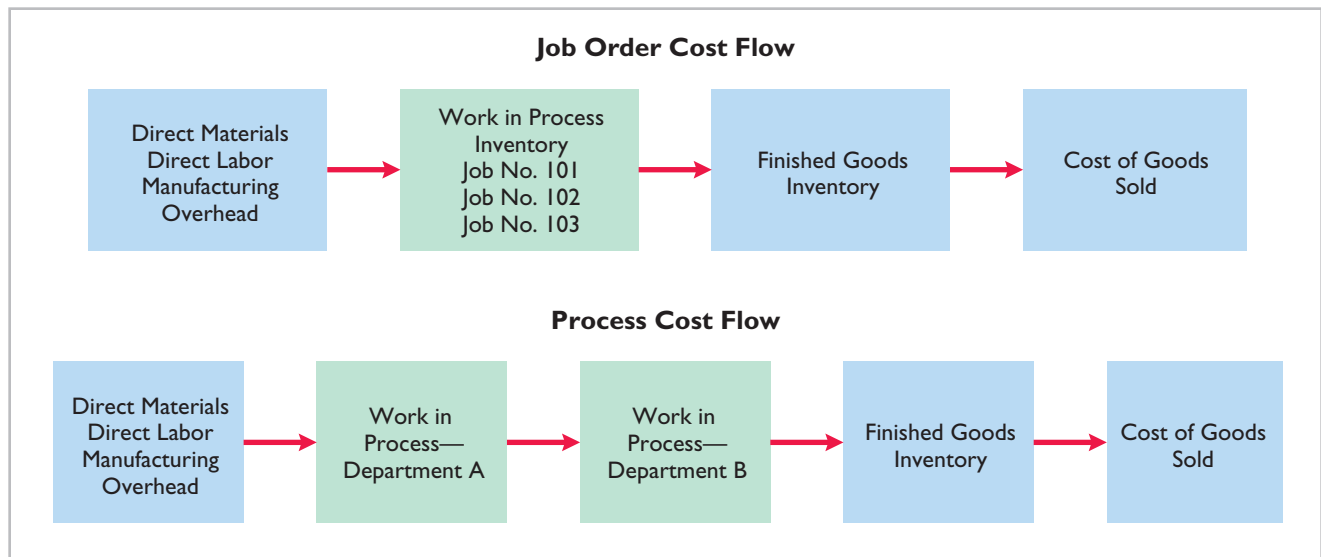 Job Order Cost Flow
Direct Materials
Direct Labor
Manufacturing
Overhead
Work in Process
Inventory
Job No. 101
Job No. 102
Job No. 103
Finished Goods
Inventory
Cost of Goods
Sold
Process Cost Flow
Direct Materials
Direct Labor
Manufacturing
Overhead
Work in
Process—
Department A
Work in
Process—
Department B
Finished Goods
Inventory
Cost of Goods
Sold